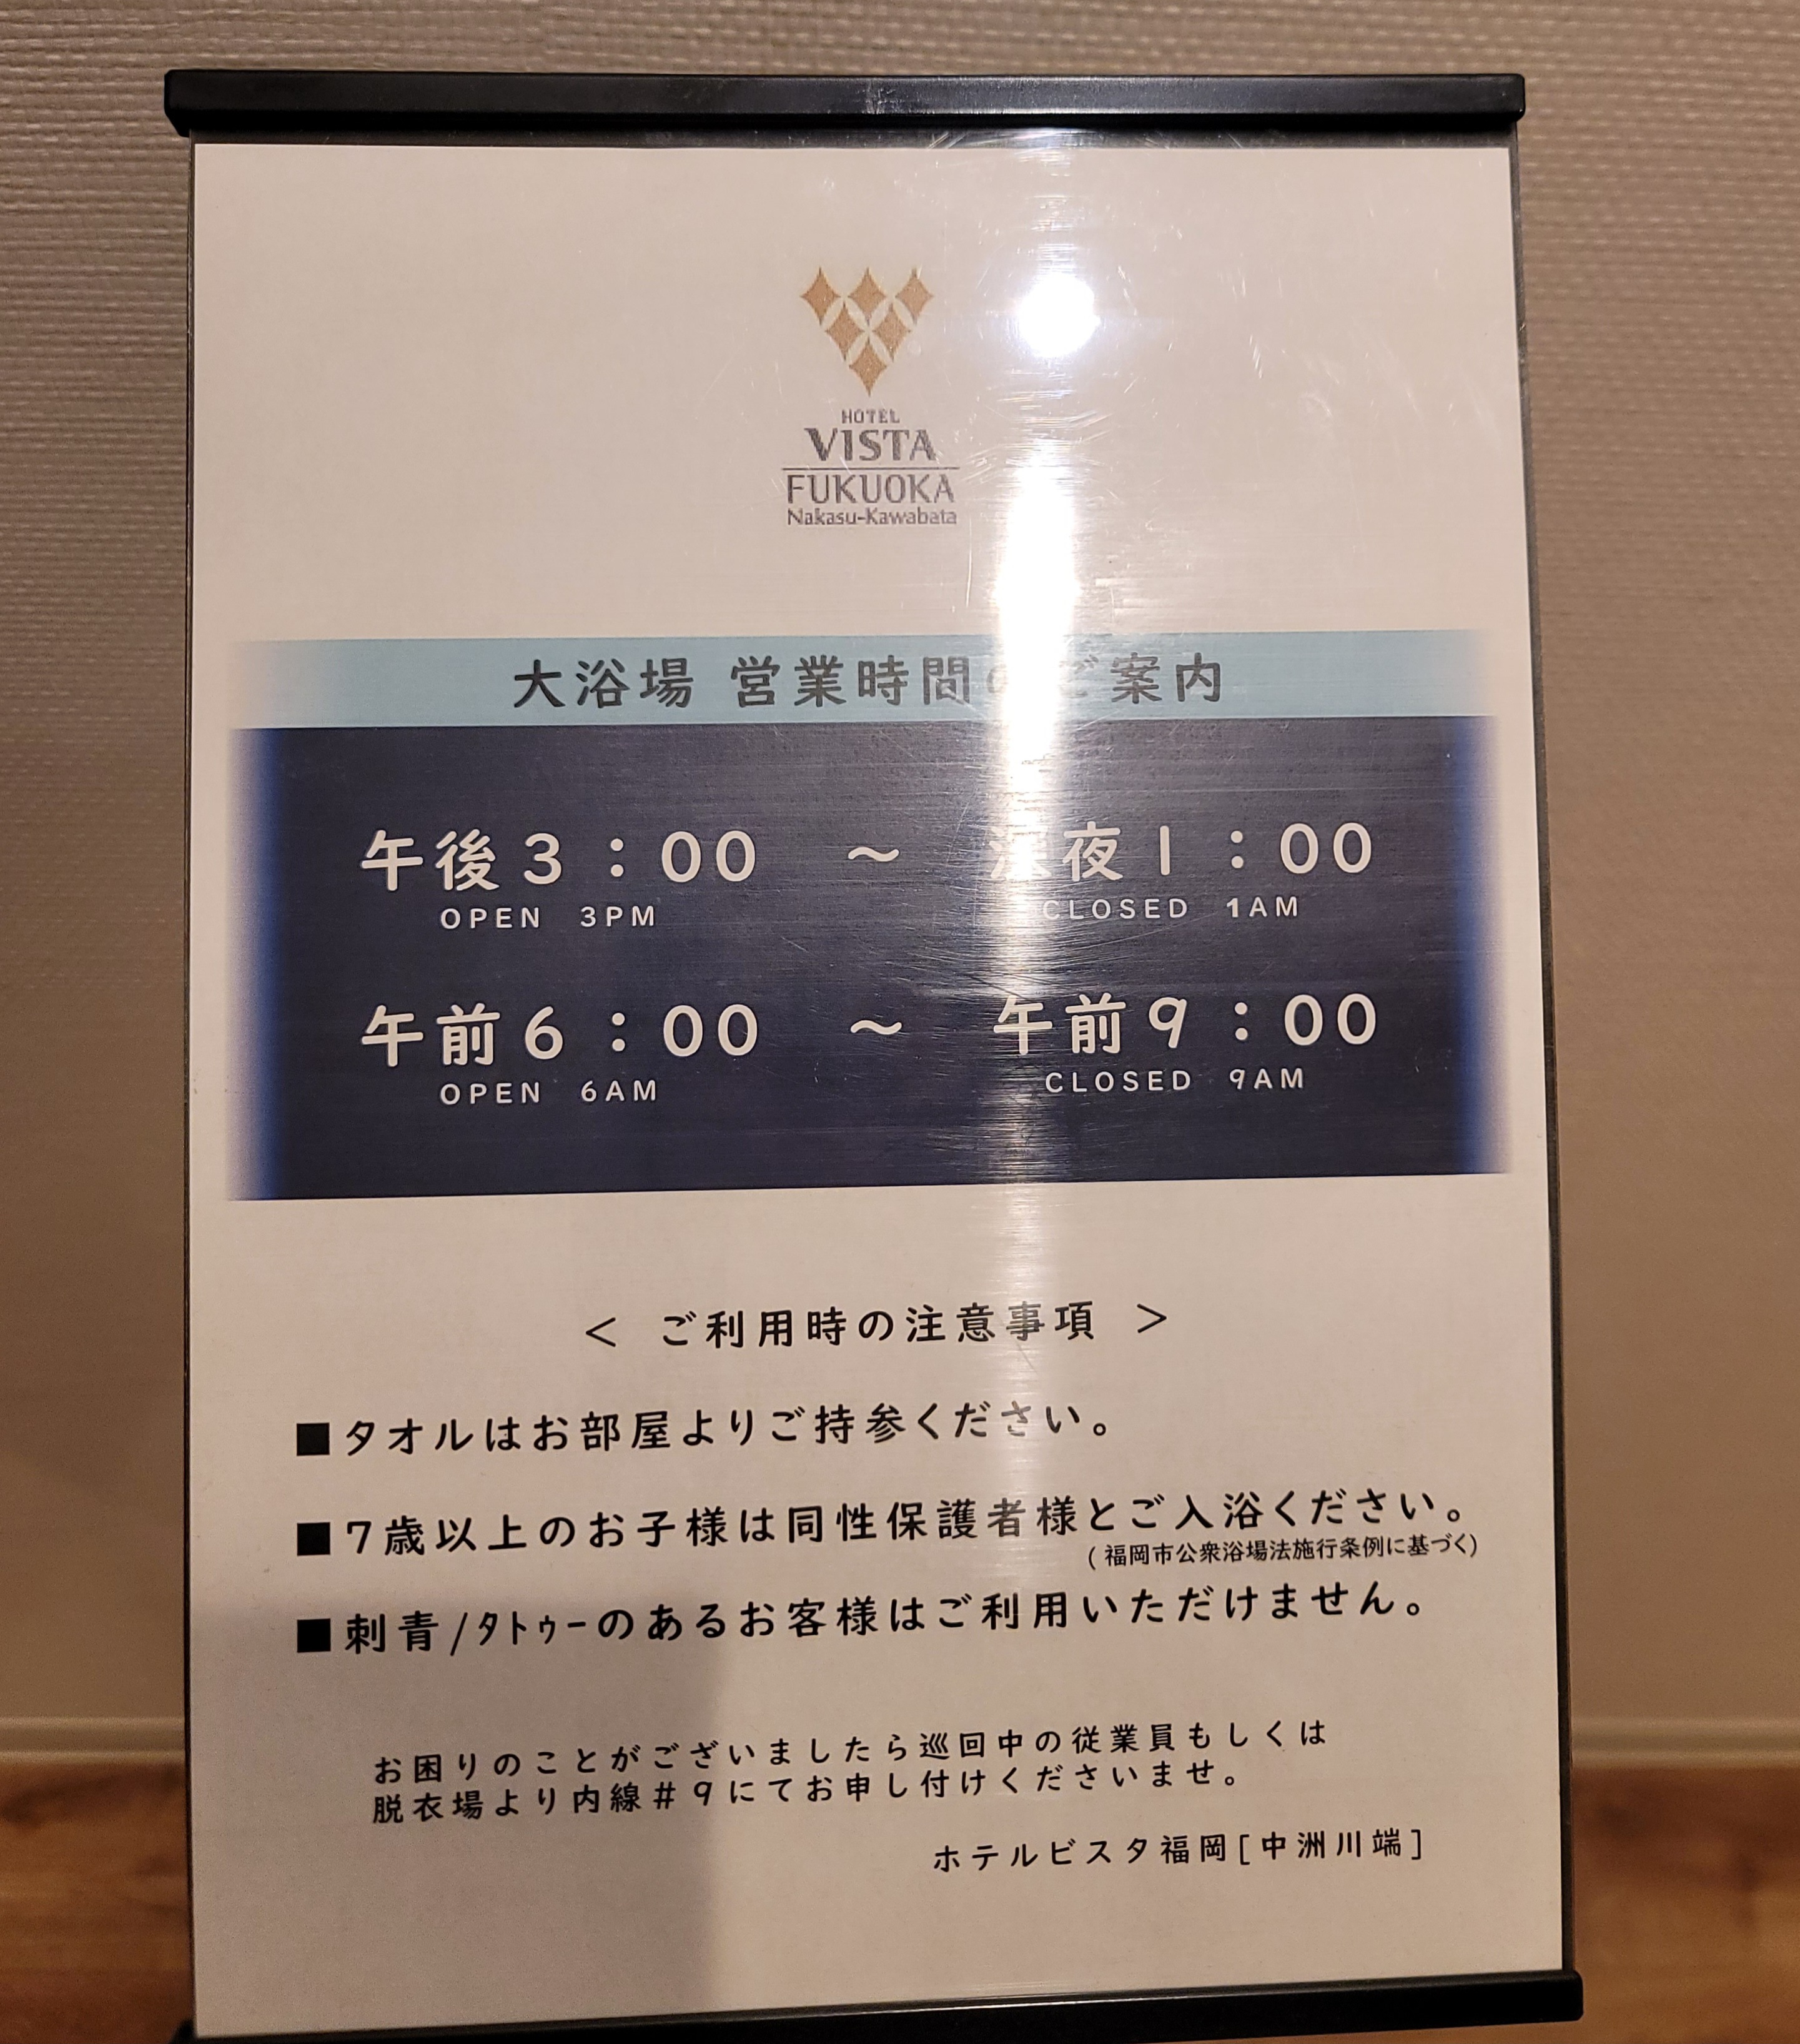 HOTEL
VISTA
FUKUOKA
Nakasu-Kawabata
大浴場 営業時間のご案内
午後3:00 ～ 深夜1:00
OPEN 3PM CLOSED 1AM
午前6:00 ～ 午前9:00
OPEN 6AM CLOSED 9AM
＜ ご利用時の注意事項 ＞
■タオルはお部屋よりご持参ください。
■7歳以上のお子様は同性保護者様とご入浴ください。
(福岡市公衆浴場法施行条例に基づく)
■刺青/ﾀﾄｩｰのあるお客様はご利用いただけません。
お困りのことがございましたら巡回中の従業員もしくは
脱衣場より内線＃9にてお申し付けくださいませ。
ホテルビスタ福岡[中洲川端]